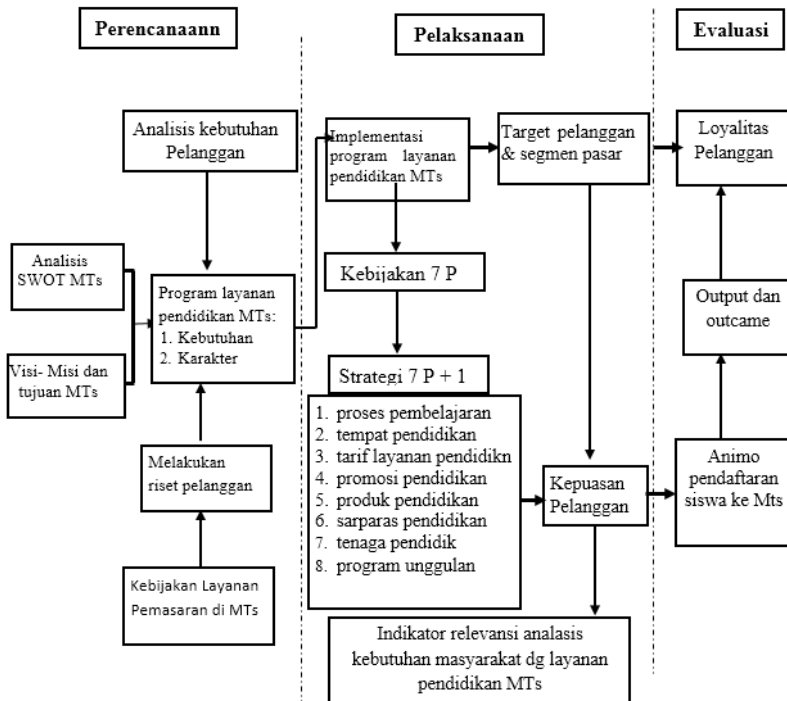 Perencanaann
Pelaksanaan
Evaluasi
Analisis kebutuhan
Pelanggan
Analisis
SWOT MTs
Visi- Misi dan
tujuan MTs
Program layanan
pendidikan MTs:
1. Kebutuhan
2. Karakter
Melakukan
riset pelanggan
Kebijakan Layanan
Pemasaran di MTs
Implementasi
program layanan
pendidikan MTs
Kebijakan 7 P
Strategi 7 P + 1
1. proses pembelajaran
2. tempat pendidikan
3. tarif layanan pendidikn
4. promosi pendidikan
5. produk pendidikan
6. sarparas pendidikan
7. tenaga pendidik
8. program unggulan
Target pelanggan
& segmen pasar
Kepuasan
Pelanggan
Indikator relevansi analasis
kebutuhan masyarakat dg layanan
pendidikan MTs
Loyalitas
Pelanggan
Output dan
outcame
Animo
pendaftaran
siswa ke Mts